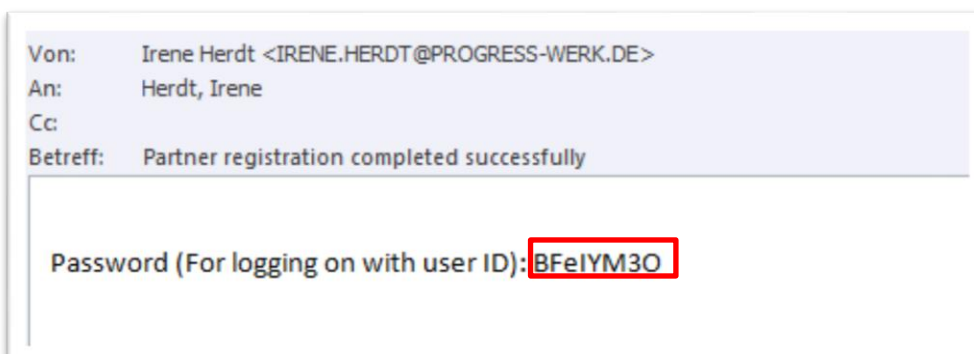 Von: Irene Herdt <IRENE.HERDT@PROGRESS-WERK.DE>
An: Herdt, Irene
Cc:
Betreff: Partner registration completed successfully
Password (For logging on with user ID): BFeIYM3O